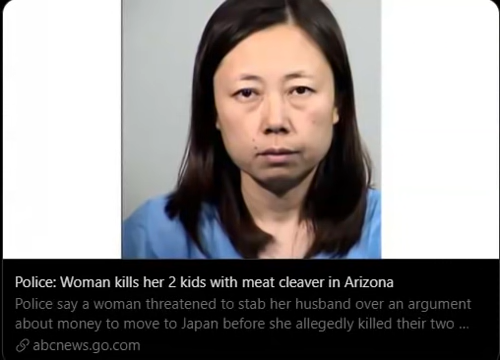 Police: Woman kills her 2 kids with meat cleaver in Arizona
Police say a woman threatened to stab her husband over an argument
about money to move to Japan before she allegedly killed their two ...
abcnews.go.com